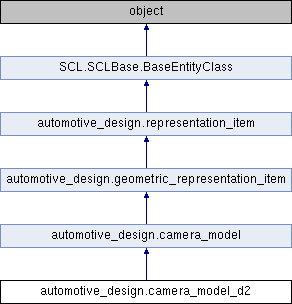 object
SCL.SCLBase.BaseEntityClass
automotive_design.representation_item
automotive_design.geometric_representation_item
automotive_design.camera_model
automotive_design.camera_model_d2